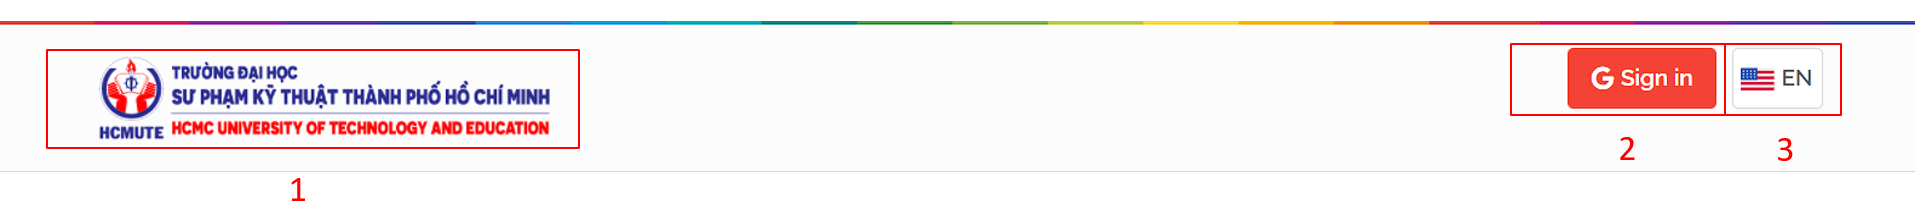 TRƯỜNG ĐẠI HỌC
SƯ PHẠM KỸ THUẬT THÀNH PHỐ HỒ CHÍ MINH
HCMUTE HCMC UNIVERSITY OF TECHNOLOGY AND EDUCATION
G Sign in
EN
1
2
3